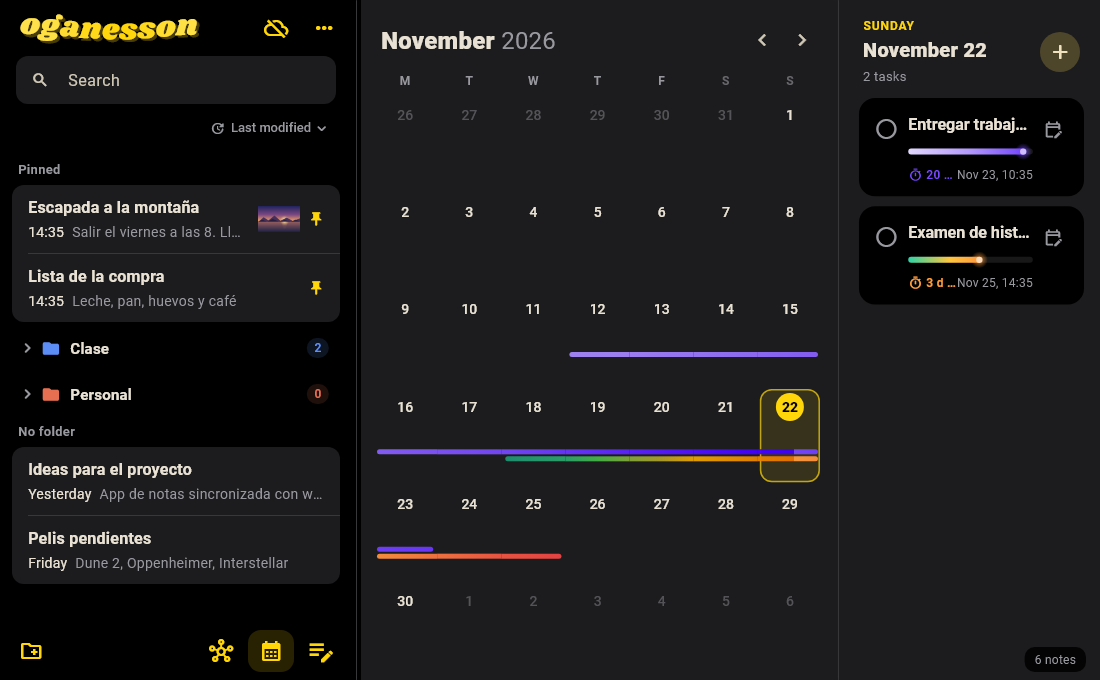 oganesson
Search
Last modified
Pinned
Escapada a la montaña
14:35 Salir el viernes a las 8. Ll...
Lista de la compra
14:35 Leche, pan, huevos y café
Clase 2
Personal 0
No folder
Ideas para el proyecto
Yesterday App de notas sincronizada con w...
Pelis pendientes
Friday Dune 2, Oppenheimer, Interstellar
November 2026
M T W T F S S
26 27 28 29 30 31 1
2 3 4 5 6 7 8
9 10 11 12 13 14 15
16 17 18 19 20 21 22
23 24 25 26 27 28 29
30 1 2 3 4 5 6
SUNDAY
November 22
2 tasks
Entregar trabaj...
20 ... Nov 23, 10:35
Examen de hist...
3 d ... Nov 25, 14:35
6 notes